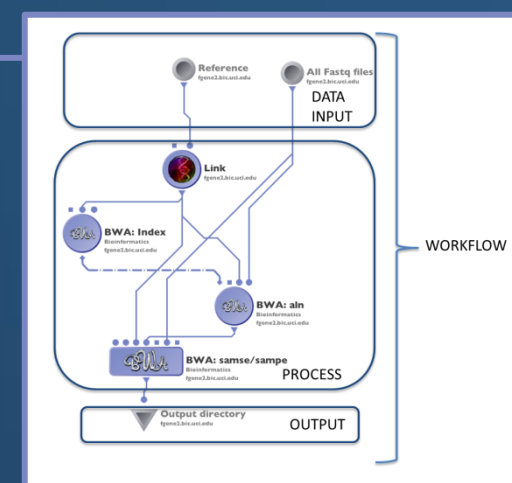 Reference
fgene2.bic.uci.edu
All Fastq files
fgene2.bic.uci.edu
DATA
INPUT
Link
fgene2.bic.uci.edu
BWA: Index
Bioinformatics
fgene2.bic.uci.edu
WORKFLOW
BWA: aln
Bioinformatics
fgene2.bic.uci.edu
BWA: samse/sampe
Bioinformatics
fgene2.bic.uci.edu
PROCESS
Output directory
fgene2.bic.uci.edu
OUTPUT